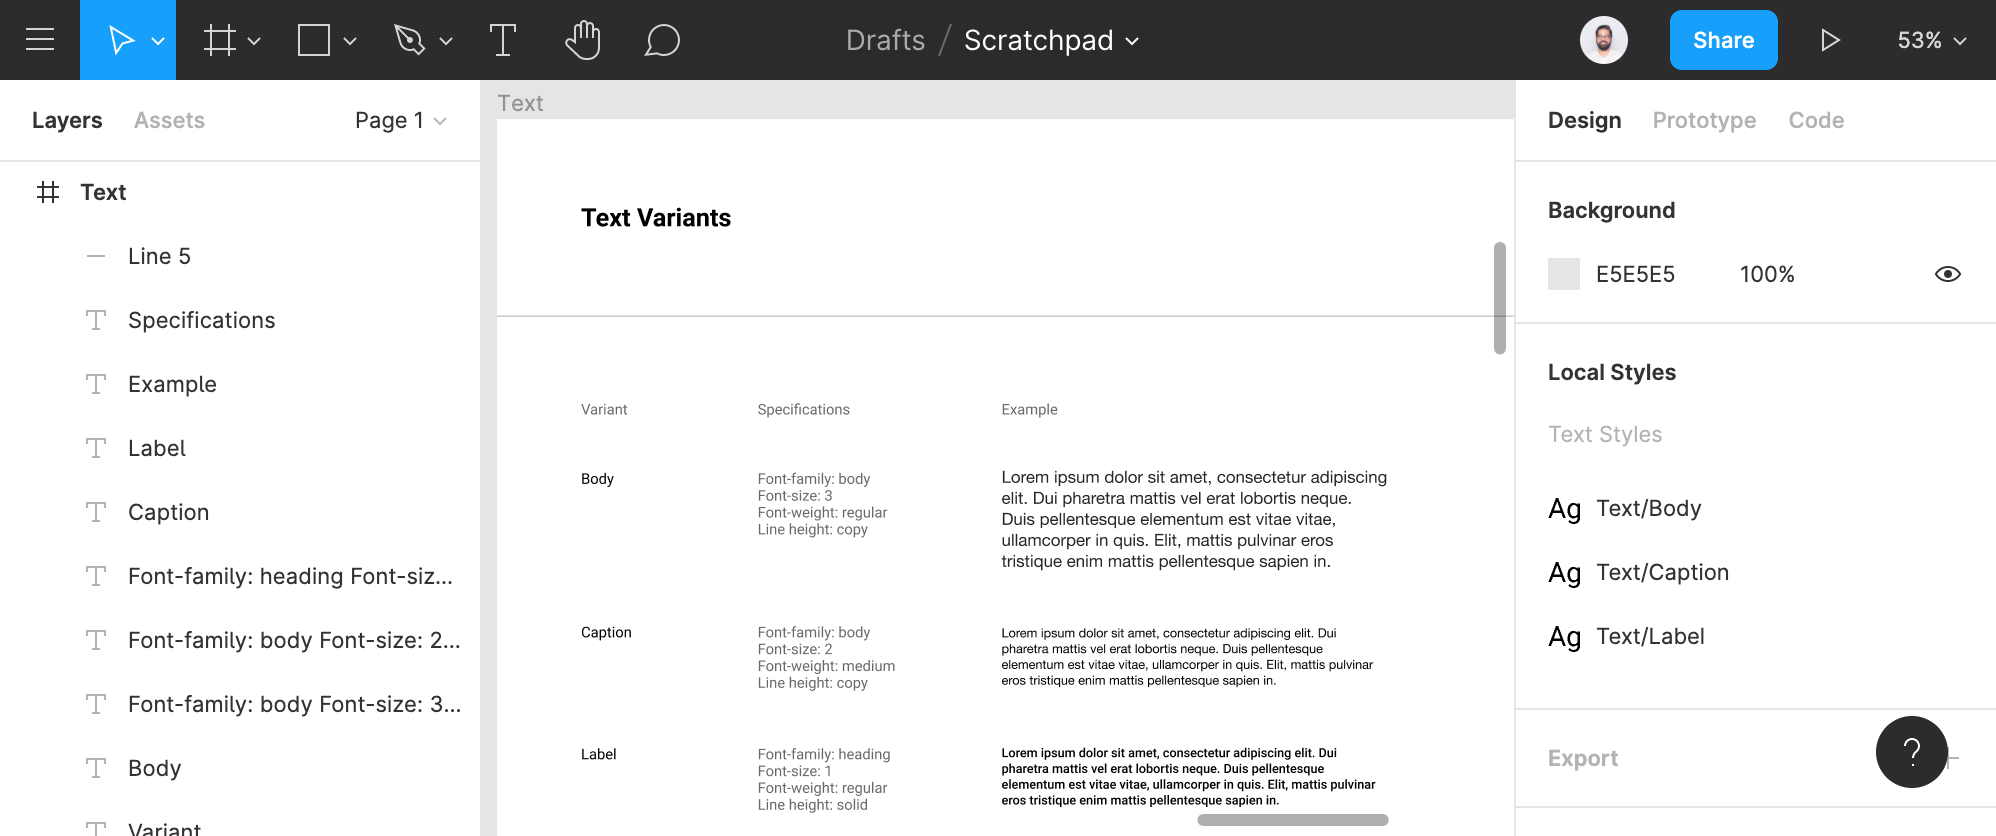 Drafts / Scratchpad
Share
53%
Layers
Assets
Page 1
Text
Line 5
Specifications
Example
Label
Caption
Font-family: heading Font-siz...
Font-family: body Font-size: 2...
Font-family: body Font-size: 3...
Body
Variant
Text
Text Variants
Variant
Specifications
Example
Body
Font-family: body
Font-size: 3
Font-weight: regular
Line height: copy
Lorem ipsum dolor sit amet, consectetur adipiscing
elit. Dui pharetra mattis vel erat lobortis neque.
Duis pellentesque elementum est vitae vitae,
ullamcorper in quis. Elit, mattis pulvinar eros
tristique enim mattis pellentesque sapien in.
Caption
Font-family: body
Font-size: 2
Font-weight: medium
Line height: copy
Lorem ipsum dolor sit amet, consectetur adipiscing elit. Dui
pharetra mattis vel erat lobortis neque. Duis pellentesque
elementum est vitae vitae, ullamcorper in quis. Elit, mattis pulvinar
eros tristique enim mattis pellentesque sapien in.
Label
Font-family: heading
Font-size: 1
Font-weight: regular
Line height: solid
Lorem ipsum dolor sit amet, consectetur adipiscing elit. Dui
pharetra mattis vel erat lobortis neque. Duis pellentesque
elementum est vitae vitae, ullamcorper in quis. Elit, mattis pulvinar
eros tristique enim mattis pellentesque sapien in.
Design
Prototype
Code
Background
E5E5E5
100%
Local Styles
Text Styles
Ag Text/Body
Ag Text/Caption
Ag Text/Label
Export
?